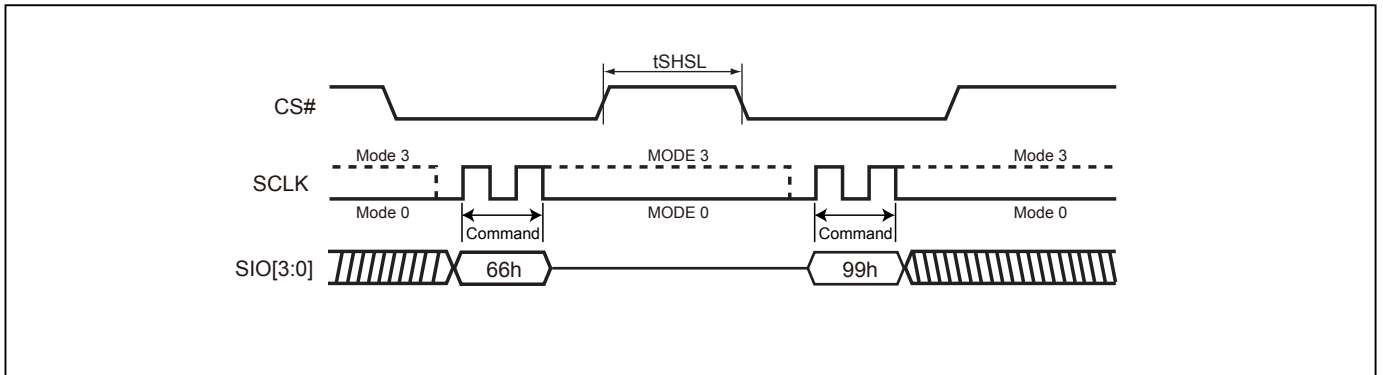 tSHSL
CS#
Mode 3 MODE 3 Mode 3
SCLK
Mode 0 MODE 0 Mode 0
Command Command
SIO[3:0] 66h 99h